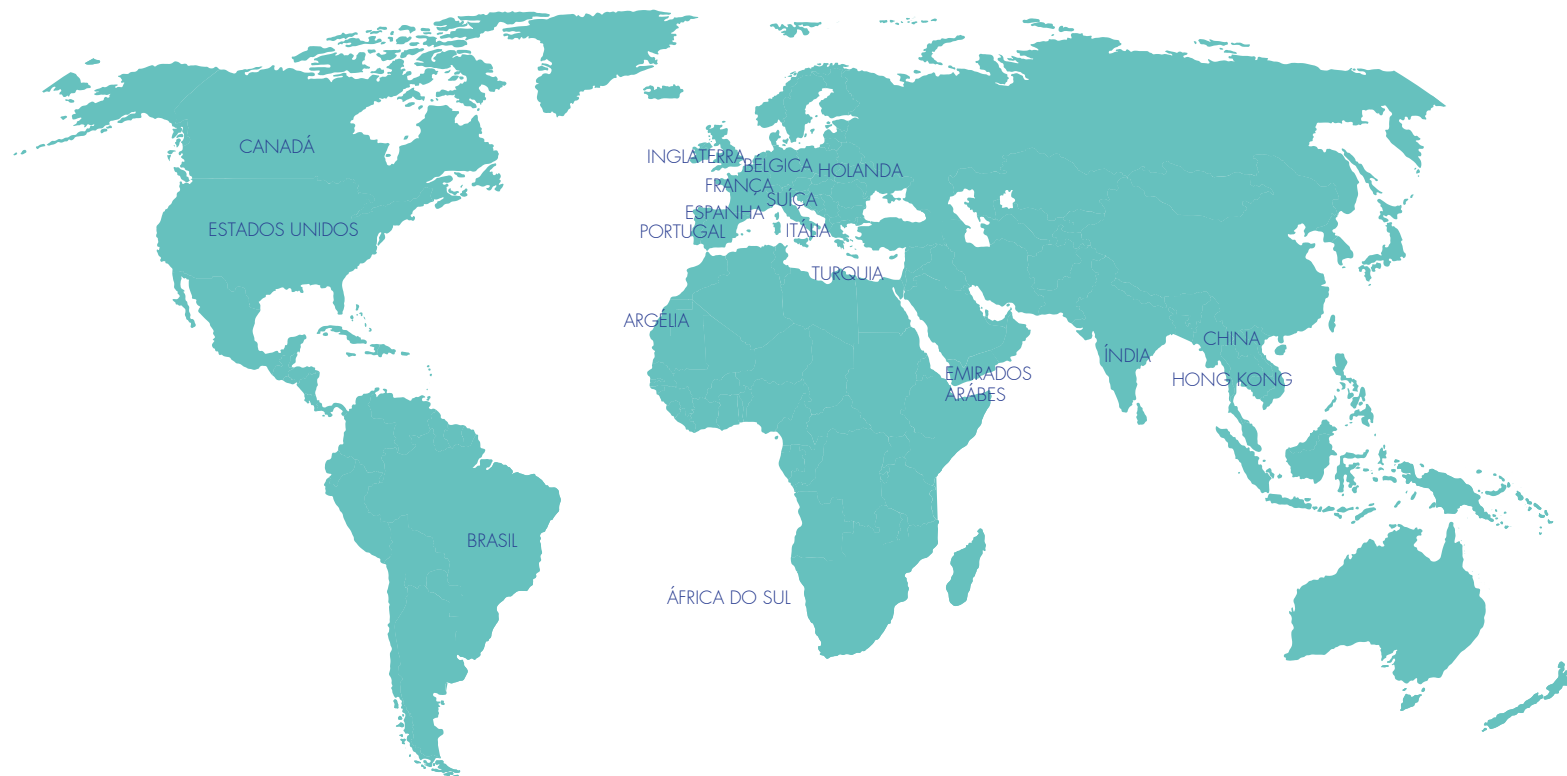 CANADÁ
INGLATERRA
BÉLGICA
HOLANDA
FRANÇA
SUÍÇA
ESPANHA
ESTADOS UNIDOS
PORTUGAL
ITÁLIA
TURQUIA
ARGÉLIA
CHINA
ÍNDIA
EMIRADOS
ARÁBES
HONG KONG
BRASIL
ÁFRICA DO SUL